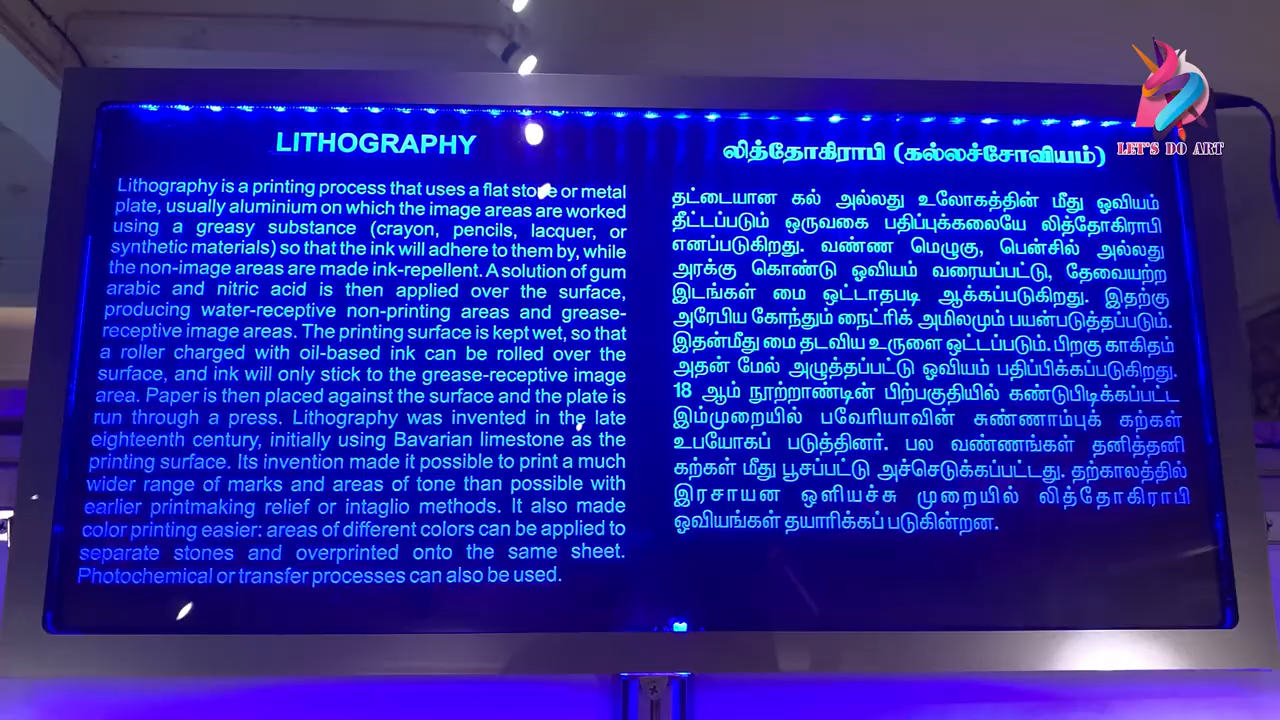 LITHOGRAPHY
Lithography is a printing process that uses a flat stone or metal
plate, usually aluminium on which the image areas are worked
using a greasy substance (crayon, pencils, lacquer, or
synthetic materials) so that the ink will adhere to them by, while
the non-image areas are made ink-repellent. A solution of gum
arabic and nitric acid is then applied over the surface,
producing water-receptive non-printing areas and grease-
receptive image areas. The printing surface is kept wet, so that
a roller charged with oil-based ink can be rolled over the
surface, and ink will only stick to the grease-receptive image
area. Paper is then placed against the surface and the plate is
run through a press. Lithography was invented in the late
eighteenth century, initially using Bavarian limestone as the
printing surface. Its invention made it possible to print a much
wider range of marks and areas of tone than possible with
earlier printmaking relief or intaglio methods. It also made
color printing easier: areas of different colors can be applied to
separate stones and overprinted onto the same sheet.
Photochemical or transfer processes can also be used.
லித்தோகிராபி (கல்லச்சோவியம்)
தட்டையான கல் அல்லது உலோகத்தின் மீது ஓவியம்
தீட்டப்படும் ஒருவகை பதிப்புக்கலையே லித்தோகிராபி
எனப்படுகிறது. வண்ண மெழுகு, பென்சில் அல்லது
அரக்கு கொண்டு ஓவியம் வரையப்பட்டு, தேவையற்ற
இடங்கள் மை ஒட்டாதபடி ஆக்கப்படுகிறது. இதற்கு
அரேபிய கோந்தும் நைட்ரிக் அமிலமும் பயன்படுத்தப்படும்.
இதன்மீது மை தடவிய உருளை ஒட்டப்படும். பிறகு காகிதம்
அதன் மேல் அழுத்தப்பட்டு ஓவியம் பதிப்பிக்கப்படுகிறது.
18 ஆம் நூற்றாண்டின் பிற்பகுதியில் கண்டுபிடிக்கப்பட்ட
இம்முறையில் பவேரியாவின் சுண்ணாம்புக் கற்கள்
உபயோகப் படுத்தினர். பல வண்ணங்கள் தனித்தனி
கற்கள் மீது பூசப்பட்டு அச்செடுக்கப்பட்டது. தற்காலத்தில்
இரசாயன ஒளியச்சு முறையில் லித்தோகிராபி
ஓவியங்கள் தயாரிக்கப் படுகின்றன.
LET'S DO ART